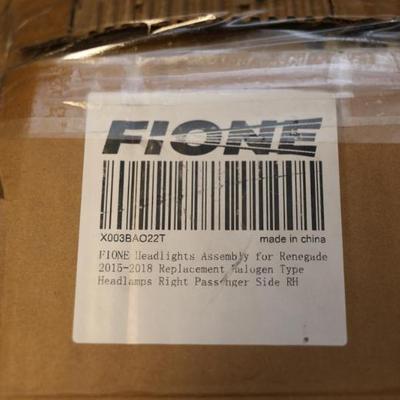 FIONE
X003BAO22T made in china
FIONE Headlights Assembly for Renegade
2015-2018 Replacement Halogen Type
Headlamps Right Passenger Side RH